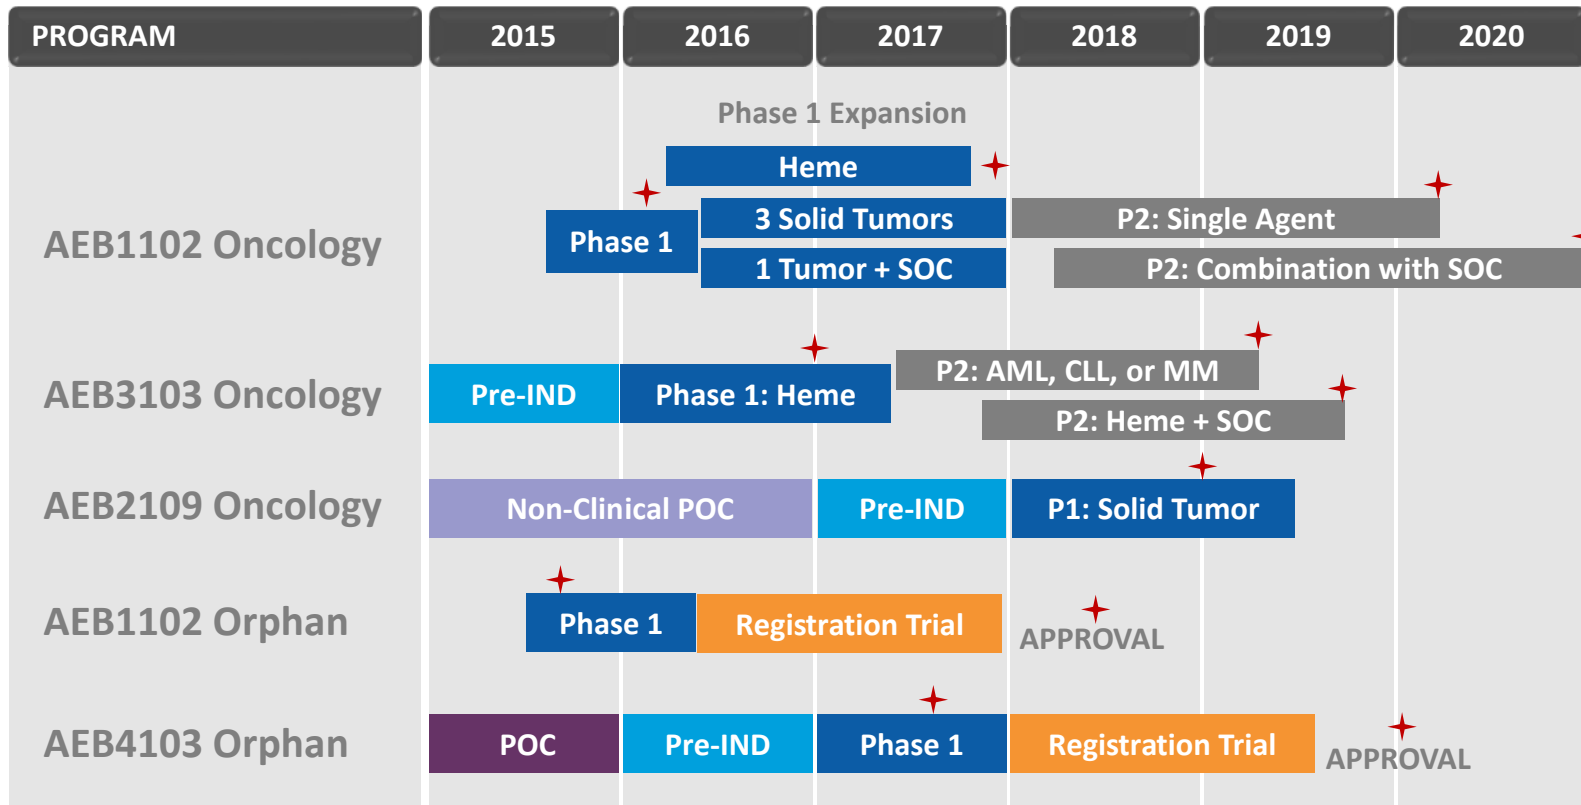 PROGRAM 2015 2016 2017 2018 2019 2020
Phase 1 Expansion
Heme
AEB1102 Oncology
Phase 1
3 Solid Tumors
P2: Single Agent
1 Tumor + SOC
P2: Combination with SOC
AEB3103 Oncology
Pre-IND
Phase 1: Heme
P2: AML, CLL, or MM
P2: Heme + SOC
AEB2109 Oncology
Non-Clinical POC
Pre-IND
P1: Solid Tumor
AEB1102 Orphan
Phase 1
Registration Trial
APPROVAL
AEB4103 Orphan
POC
Pre-IND
Phase 1
Registration Trial
APPROVAL